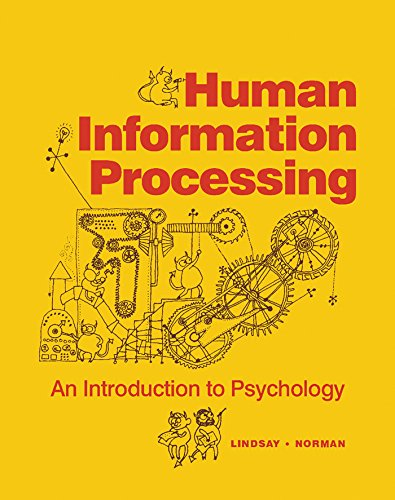 Human
Information
Processing
An Introduction to Psychology
LINDSAY • NORMAN